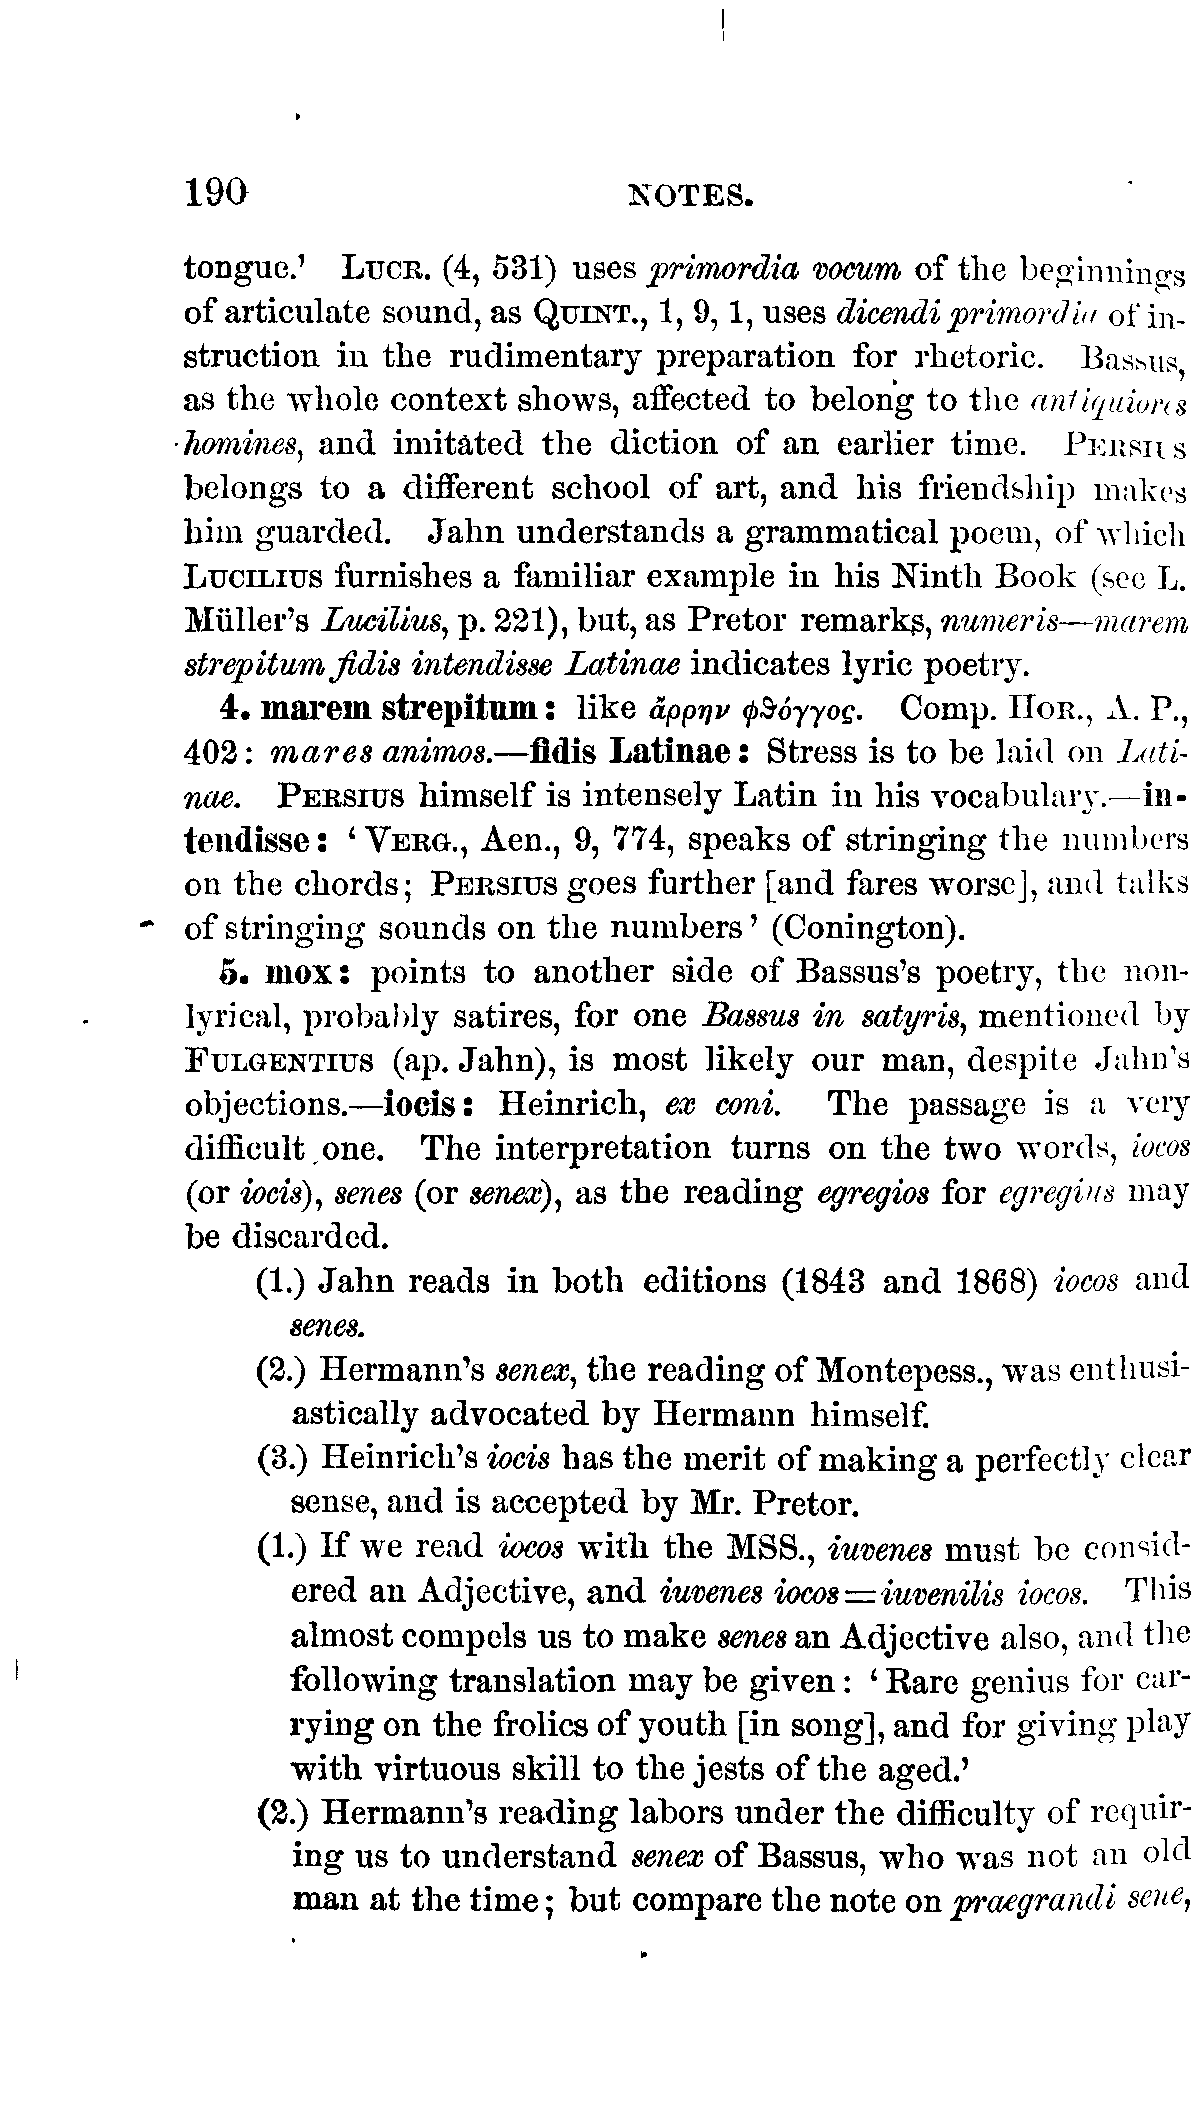 190 NOTES.
tongue.’ LUCR. (4, 531) uses primordia vocum of the beginnings
of articulate sound, as QUINT., 1, 9, 1, uses dicendi primordia of in-
struction in the rudimentary preparation for rhetoric. Bassus,
as the whole context shows, affected to belong to the antiquiores
homines, and imitated the diction of an earlier time. PERSIUS
belongs to a different school of art, and his friendship makes
him guarded. Jahn understands a grammatical poem, of which
LUCILIUS furnishes a familiar example in his Ninth Book (see L.
Müller’s Lucilius, p. 221), but, as Pretor remarks, numeris—marem
strepitum fidis intendisse Latinae indicates lyric poetry.
4. marem strepitum: like ἄρρην φϑόγγος. Comp. HOR., A. P.,
402: mares animos.—fidis Latinae: Stress is to be laid on Lati-
nae. PERSIUS himself is intensely Latin in his vocabulary.—in-
tendisse: ‘VERG., Aen., 9, 774, speaks of stringing the numbers
on the chords; PERSIUS goes further [and fares worse], and talks
of stringing sounds on the numbers’ (Conington).
5. mox: points to another side of Bassus’s poetry, the non-
lyrical, probably satires, for one Bassus in satyris, mentioned by
FULGENTIUS (ap. Jahn), is most likely our man, despite Jahn’s
objections.—iocis: Heinrich, ex coni. The passage is a very
difficult one. The interpretation turns on the two words, iocos
(or iocis), senes (or senex), as the reading egregios for egregius may
be discarded.
(1.) Jahn reads in both editions (1843 and 1868) iocos and
senes.
(2.) Hermann’s senex, the reading of Montepess., was enthusi-
astically advocated by Hermann himself.
(3.) Heinrich’s iocis has the merit of making a perfectly clear
sense, and is accepted by Mr. Pretor.
(1.) If we read iocos with the MSS., iuvenes must be consid-
ered an Adjective, and iuvenes iocos=iuvenilis iocos. This
almost compels us to make senes an Adjective also, and the
following translation may be given: ‘Rare genius for car-
rying on the frolics of youth [in song], and for giving play
with virtuous skill to the jests of the aged.’
(2.) Hermann’s reading labors under the difficulty of requir-
ing us to understand senex of Bassus, who was not an old
man at the time; but compare the note on praegrandi sene,